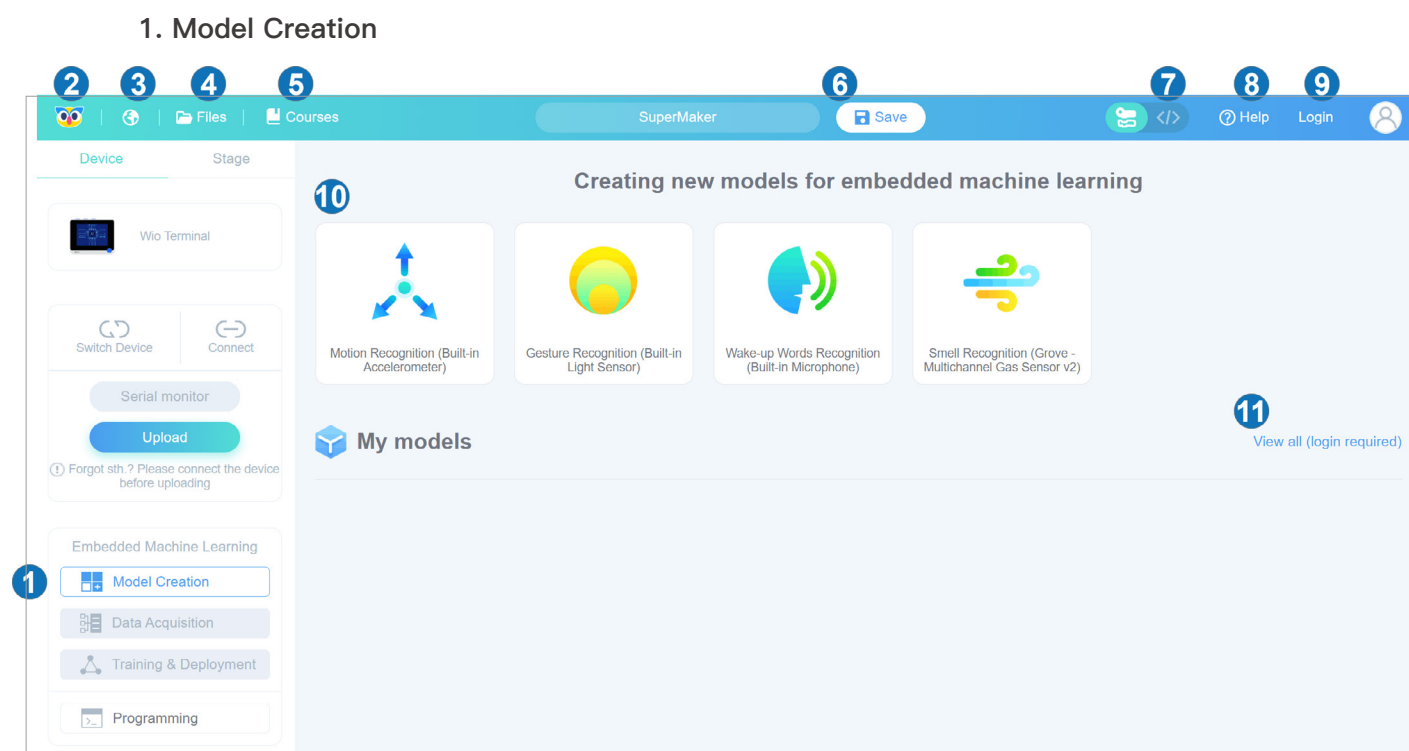 1. Model Creation
2 3 4 5 6 7 8 9
Files Courses SuperMaker Save </> Help Login
Device Stage
Creating new models for embedded machine learning
10
Wio Terminal
Switch Device Connect
Motion Recognition (Built-in
Accelerometer)
Gesture Recognition (Built-in
Light Sensor)
Wake-up Words Recognition
(Built-in Microphone)
Smell Recognition (Grove -
Multichannel Gas Sensor v2)
Serial monitor
Upload
Forgot sth.? Please connect the device
before uploading
My models
11
View all (login required)
Embedded Machine Learning
1 Model Creation
Data Acquisition
Training & Deployment
Programming